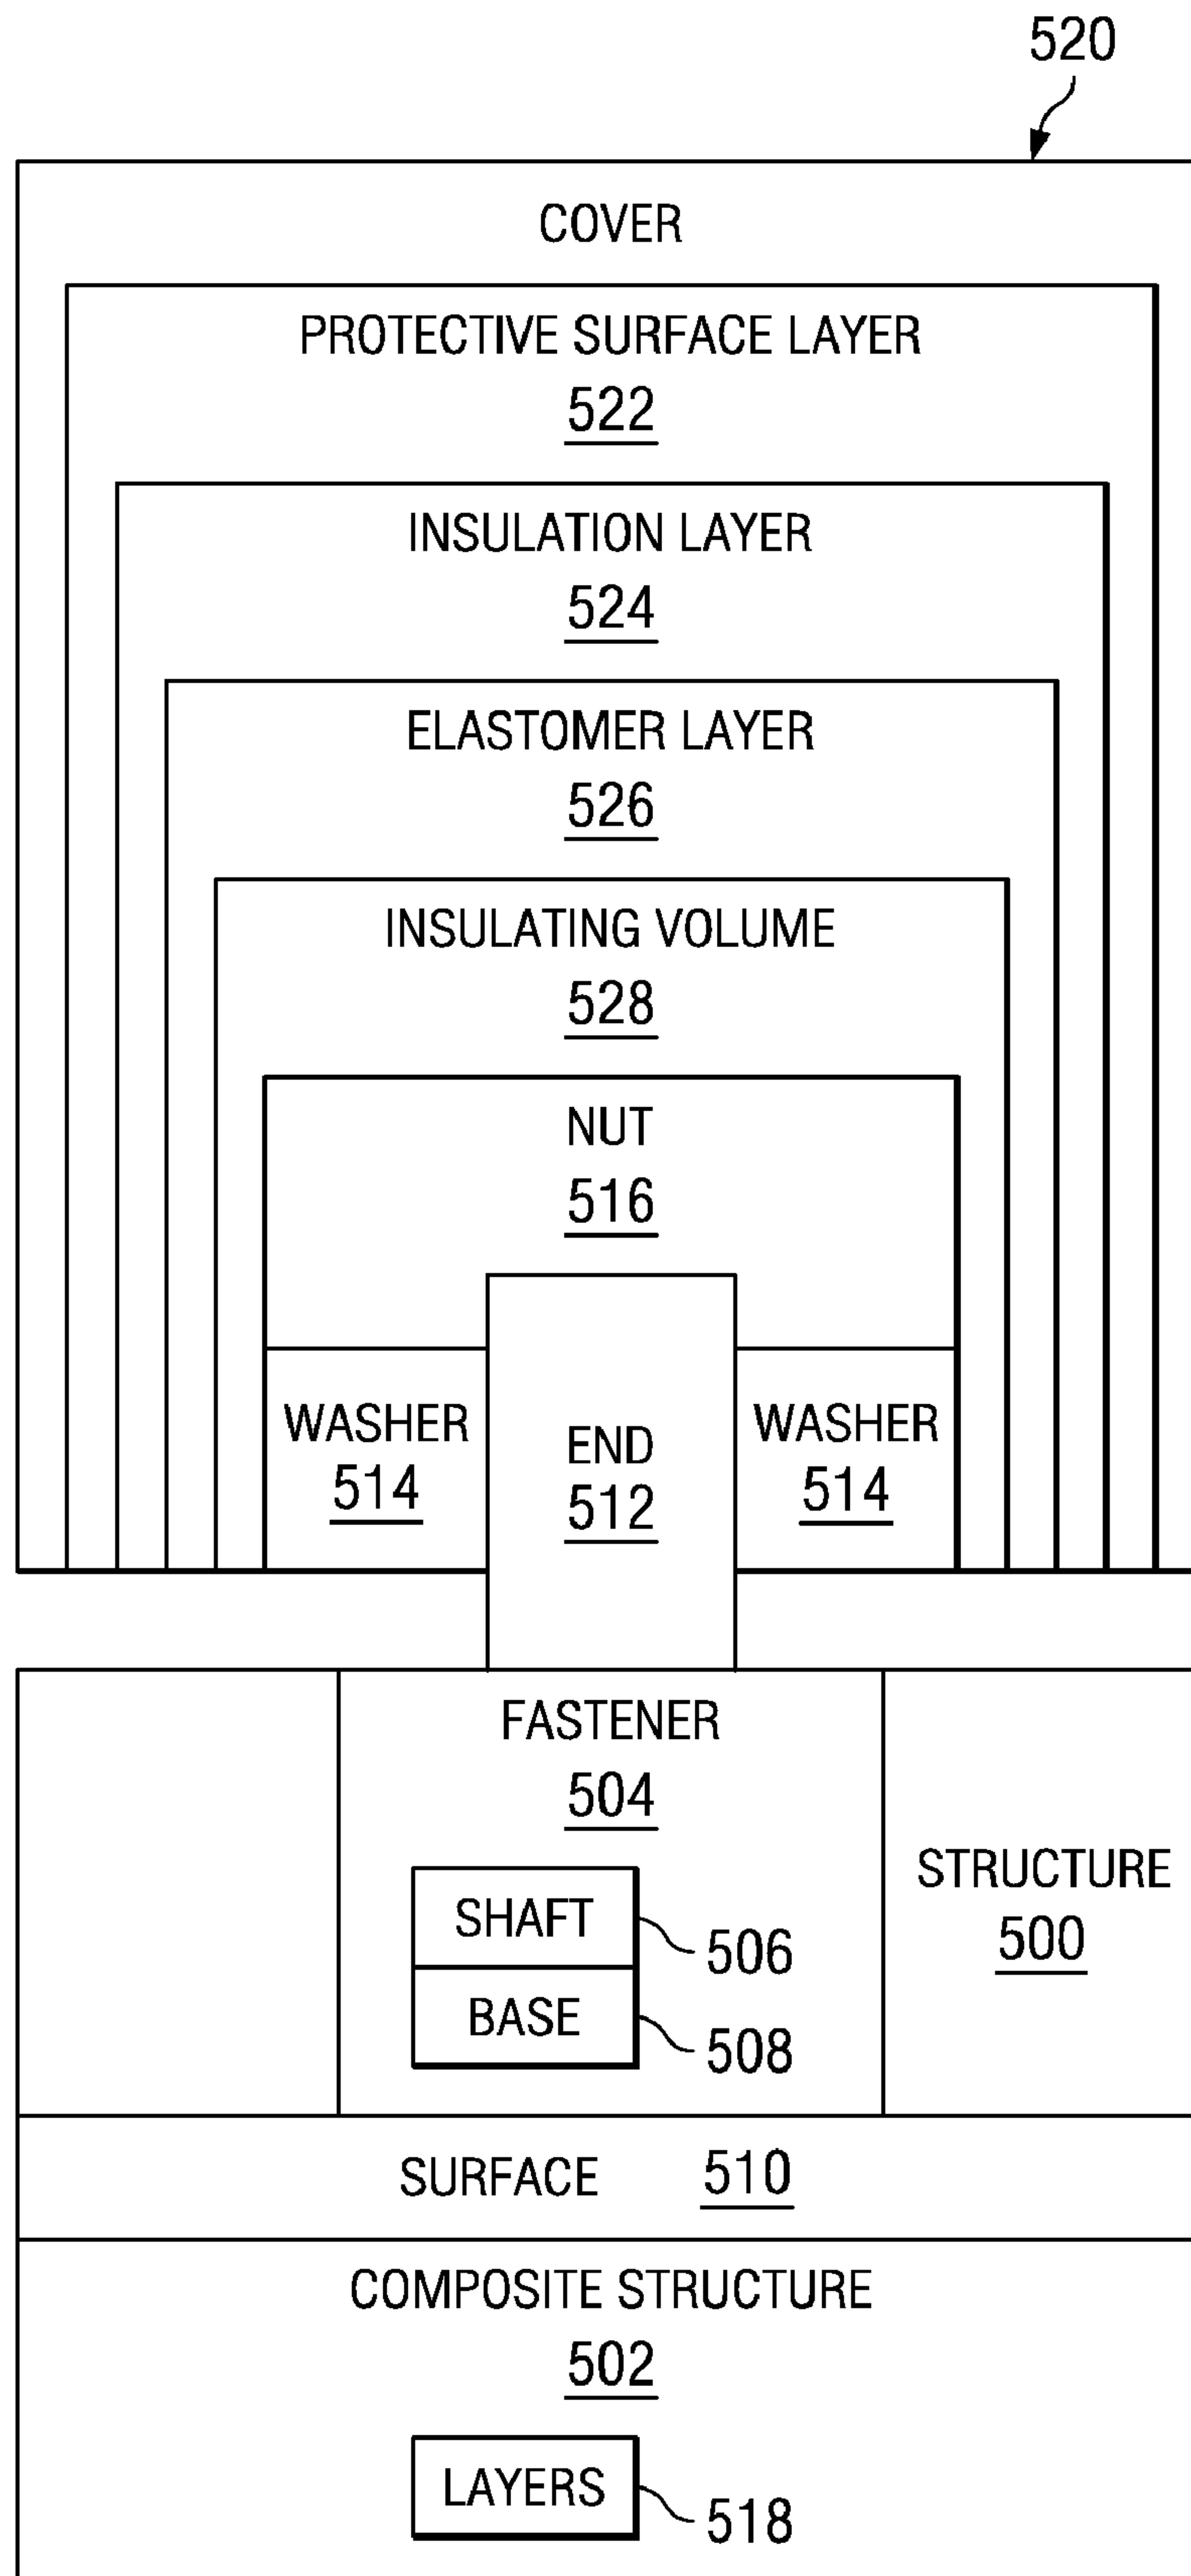 520
COVER
PROTECTIVE SURFACE LAYER
522
INSULATION LAYER
524
ELASTOMER LAYER
526
INSULATING VOLUME
528
NUT
516
WASHER
514
END
512
WASHER
514
FASTENER
504
SHAFT
506
BASE
508
STRUCTURE
500
SURFACE 510
COMPOSITE STRUCTURE
502
LAYERS
518